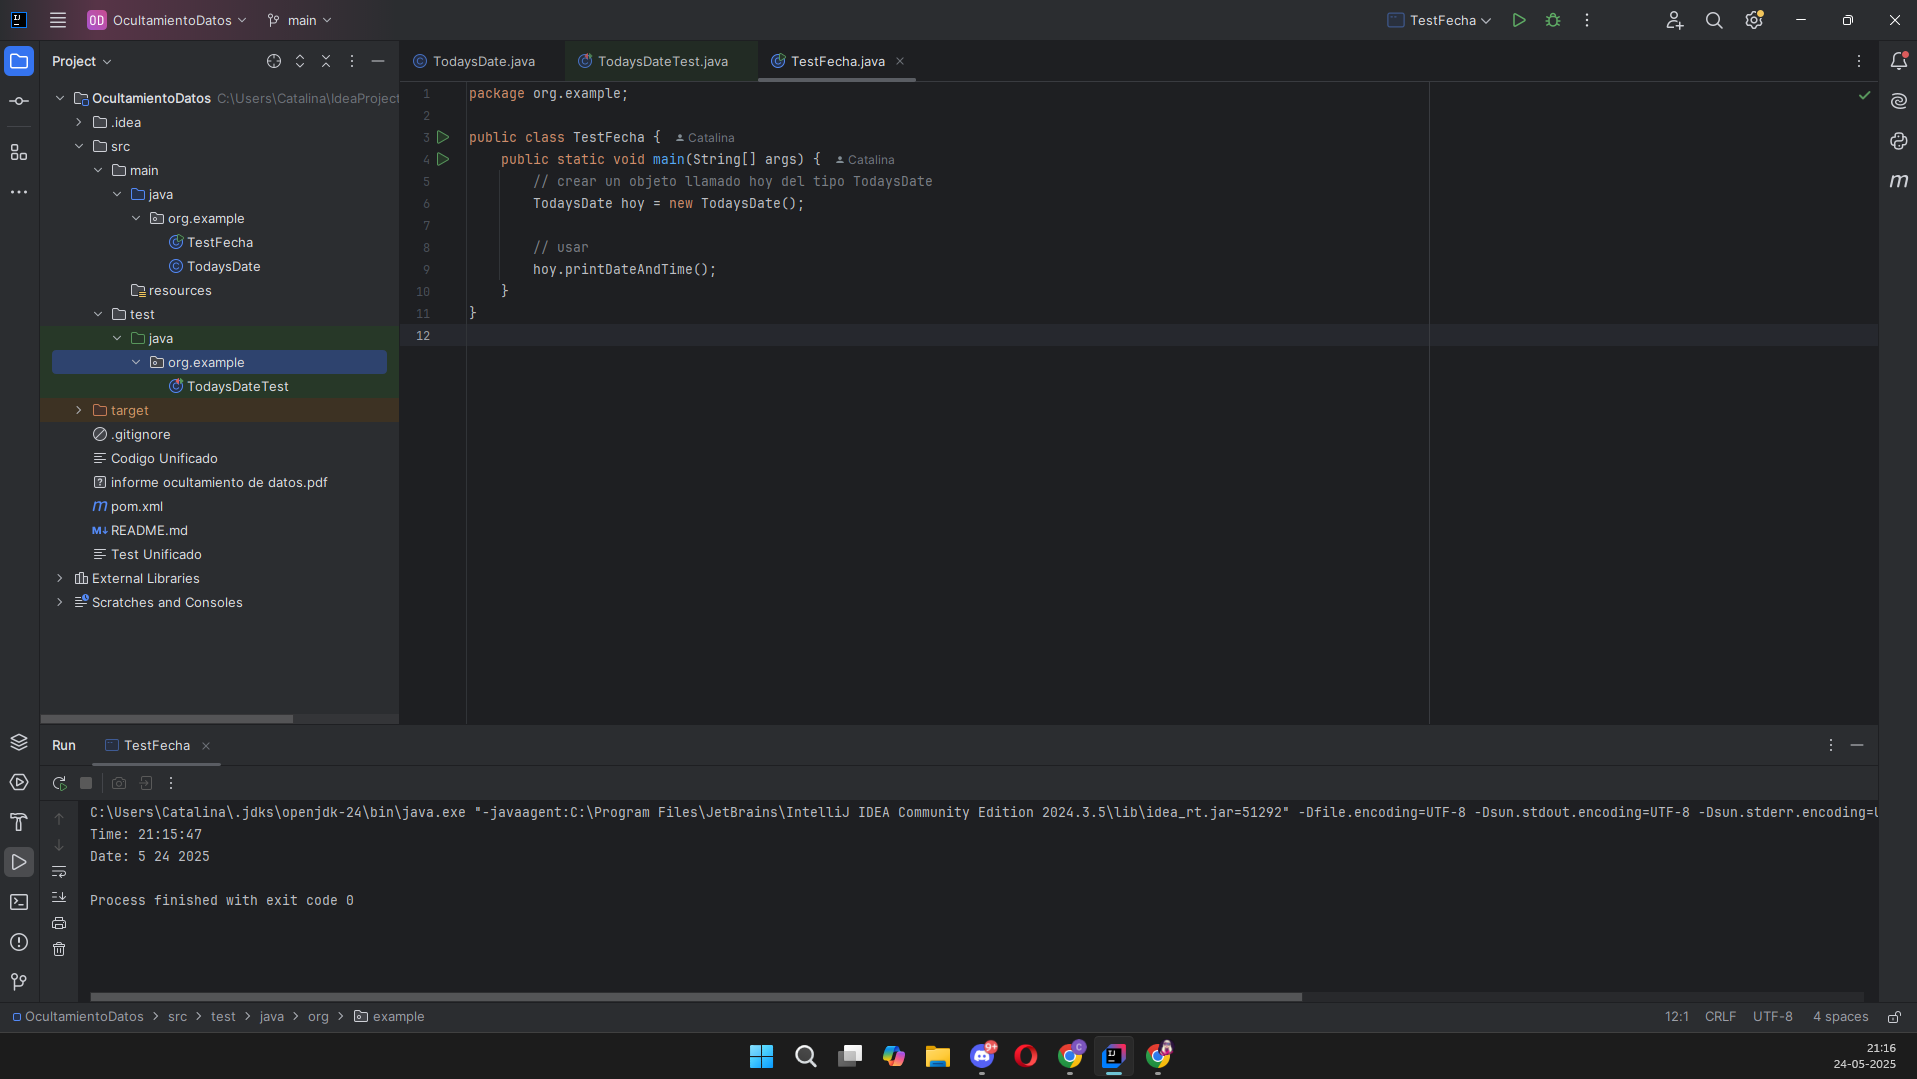 OD OcultamientoDatos main TestFecha
Project
TodaysDate.java TodaysDateTest.java TestFecha.java
OcultamientoDatos C:\Users\Catalina\IdeaProject
.idea
src
main
java
org.example
TestFecha
TodaysDate
resources
test
java
org.example
TodaysDateTest
target
.gitignore
Codigo Unificado
informe ocultamiento de datos.pdf
pom.xml
README.md
Test Unificado
External Libraries
Scratches and Consoles
1 package org.example;
2
3 public class TestFecha { Catalina
4 public static void main(String[] args) { Catalina
5 // crear un objeto llamado hoy del tipo TodaysDate
6 TodaysDate hoy = new TodaysDate();
7
8 // usar
9 hoy.printDateAndTime();
10 }
11 }
12
Run TestFecha
C:\Users\Catalina\.jdks\openjdk-24\bin\java.exe "-javaagent:C:\Program Files\JetBrains\IntelliJ IDEA Community Edition 2024.3.5\lib\idea_rt.jar=51292" -Dfile.encoding=UTF-8 -Dsun.stdout.encoding=UTF-8 -Dsun.stderr.encoding=U
Time: 21:15:47
Date: 5 24 2025
Process finished with exit code 0
OcultamientoDatos > src > test > java > org > example 12:1 CRLF UTF-8 4 spaces
21:16
24-05-2025